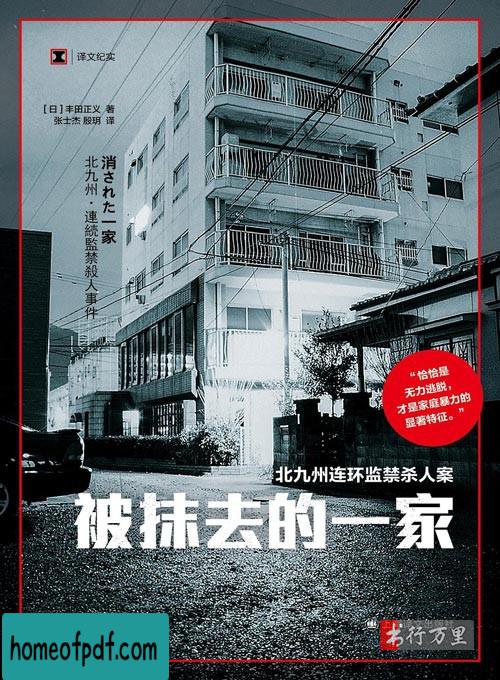 译文纪实
[日] 丰田正义 著
张士杰 殷玥 译
消された一家
北九州・連続監禁殺人事件
“恰恰是
无力逃脱，
才是家庭暴力的
显著特征。”
北九州连环监禁杀人案
被抹去的一家
书行万里
homeofpdf.com